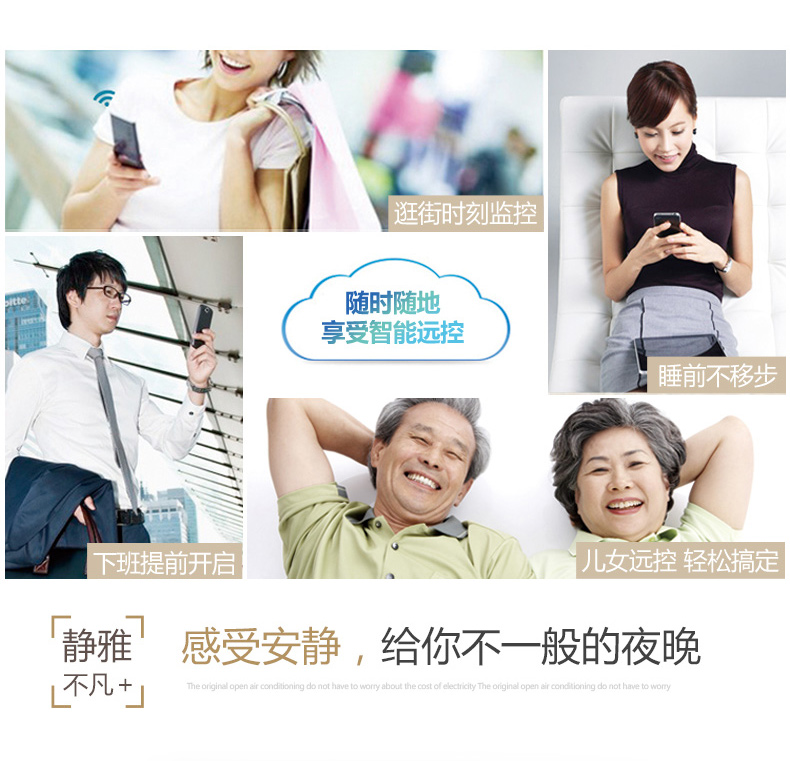 逛街时刻监控
随时随地
享受智能远控
睡前不移步
下班提前开启
儿女远控 轻松搞定
静雅
不凡+
感受安静，给你不一般的夜晚
The original open air conditioning do not have to worry about the cost of electricity The original open air conditioning do not have to worry